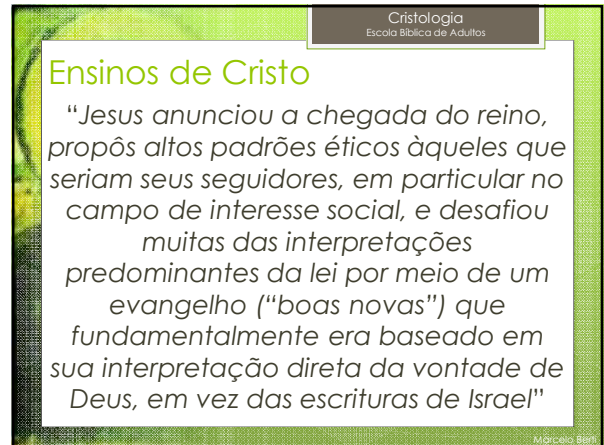 Cristologia
Escola Bíblica de Adultos
Ensinos de Cristo
“Jesus anunciou a chegada do reino,
propôs altos padrões éticos àqueles que
seriam seus seguidores, em particular no
campo de interesse social, e desafiou
muitas das interpretações
predominantes da lei por meio de um
evangelho (“boas novas”) que
fundamentalmente era baseado em
sua interpretação direta da vontade de
Deus, em vez das escrituras de Israel”
Marcelo Berti